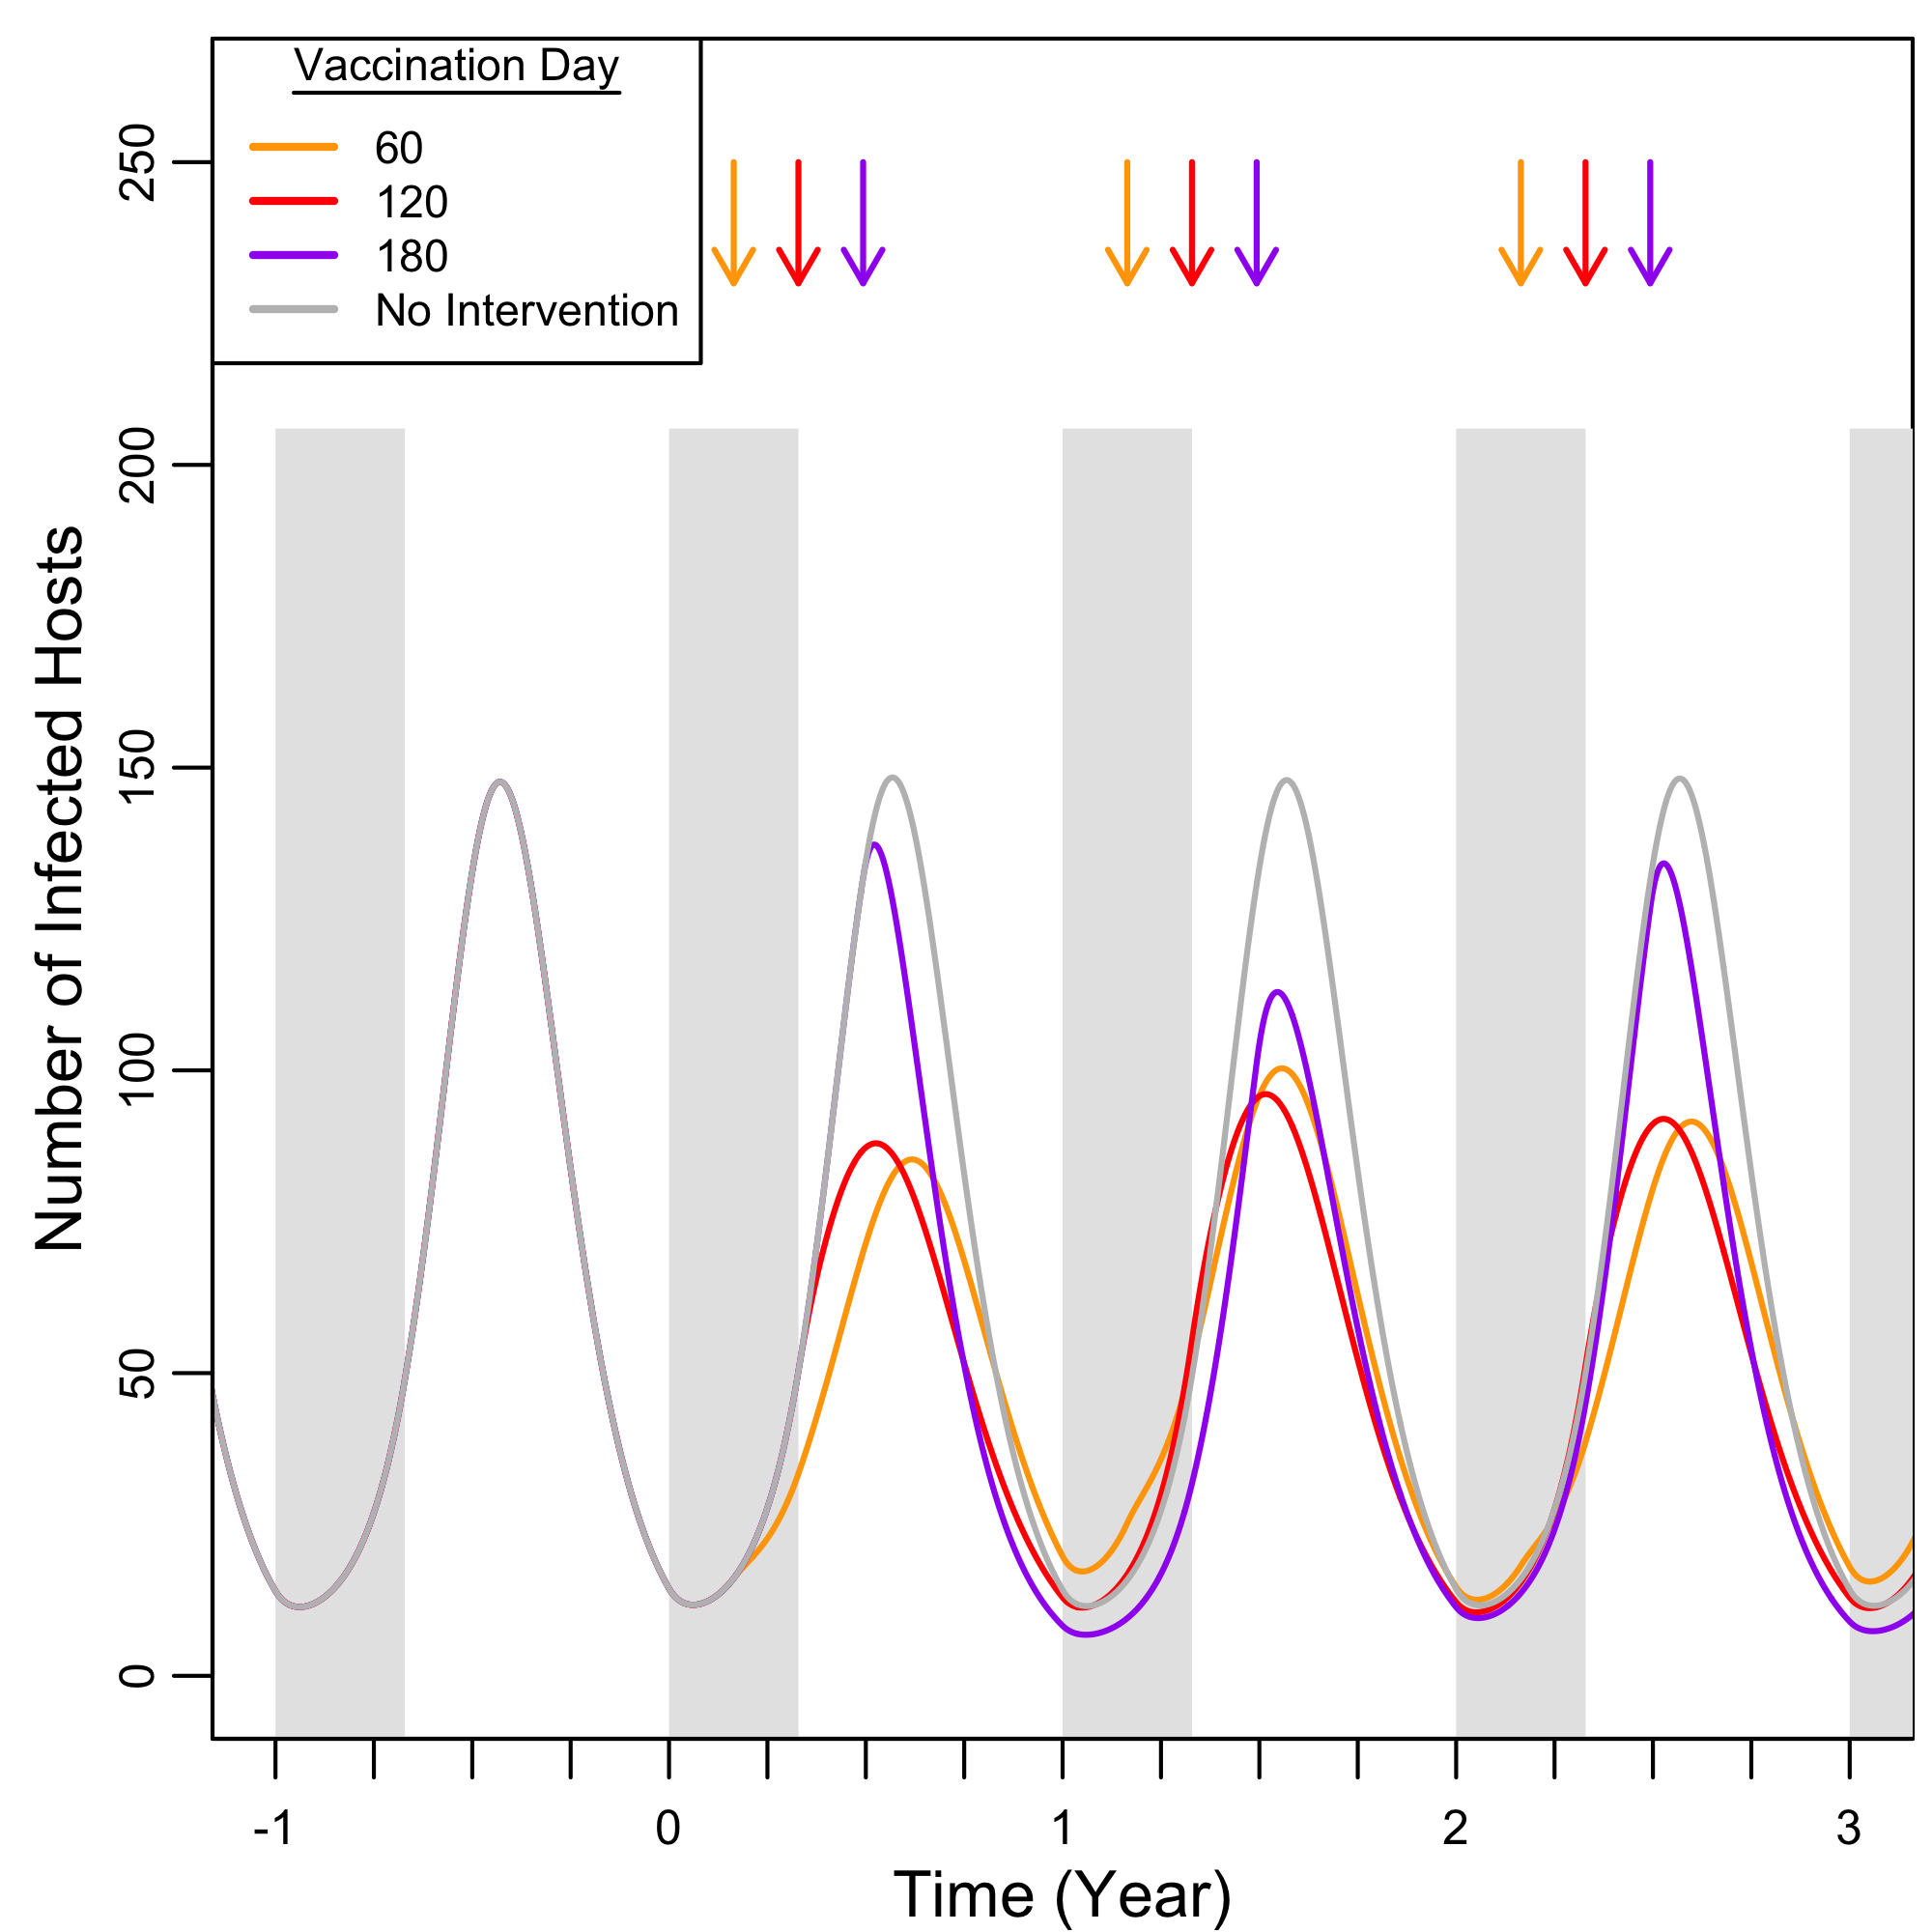 Vaccination Day
60
120
180
No Intervention
250
200
150
100
50
0
Number of Infected Hosts
-1 0 1 2 3
Time (Year)